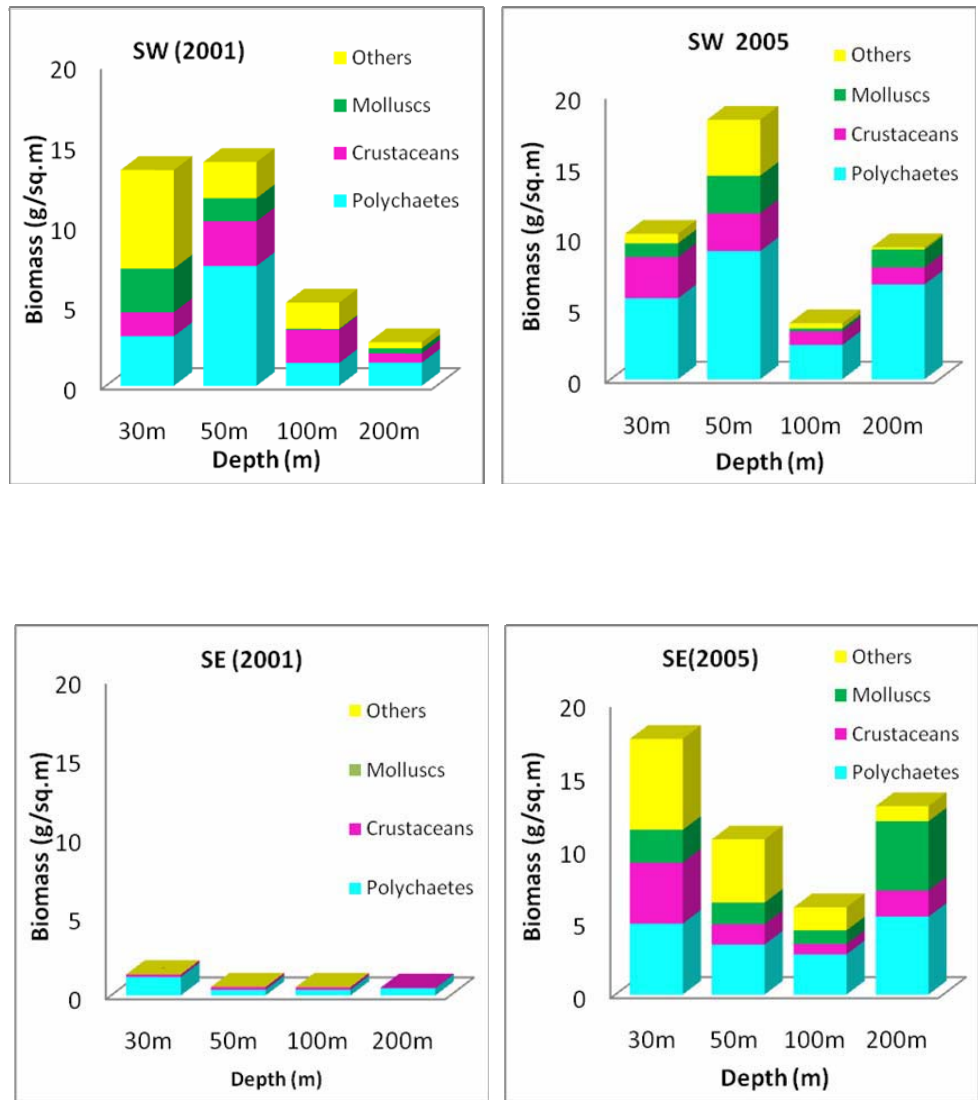 SW (2001)
20
15
10
5
0
Biomass (g/sq.m)
Others
Molluscs
Crustaceans
Polychaetes
30m 50m 100m 200m
Depth (m)
SW 2005
20
15
10
5
0
Biomass (g/sq.m)
Others
Molluscs
Crustaceans
Polychaetes
30m 50m 100m 200m
Depth (m)
SE (2001)
20
15
10
5
0
Biomass (g/sq.m)
Others
Molluscs
Crustaceans
Polychaetes
30m 50m 100m 200m
Depth (m)
SE(2005)
20
15
10
5
0
Biomass (g/sq.m)
Others
Molluscs
Crustaceans
Polychaetes
30m 50m 100m 200m
Depth (m)